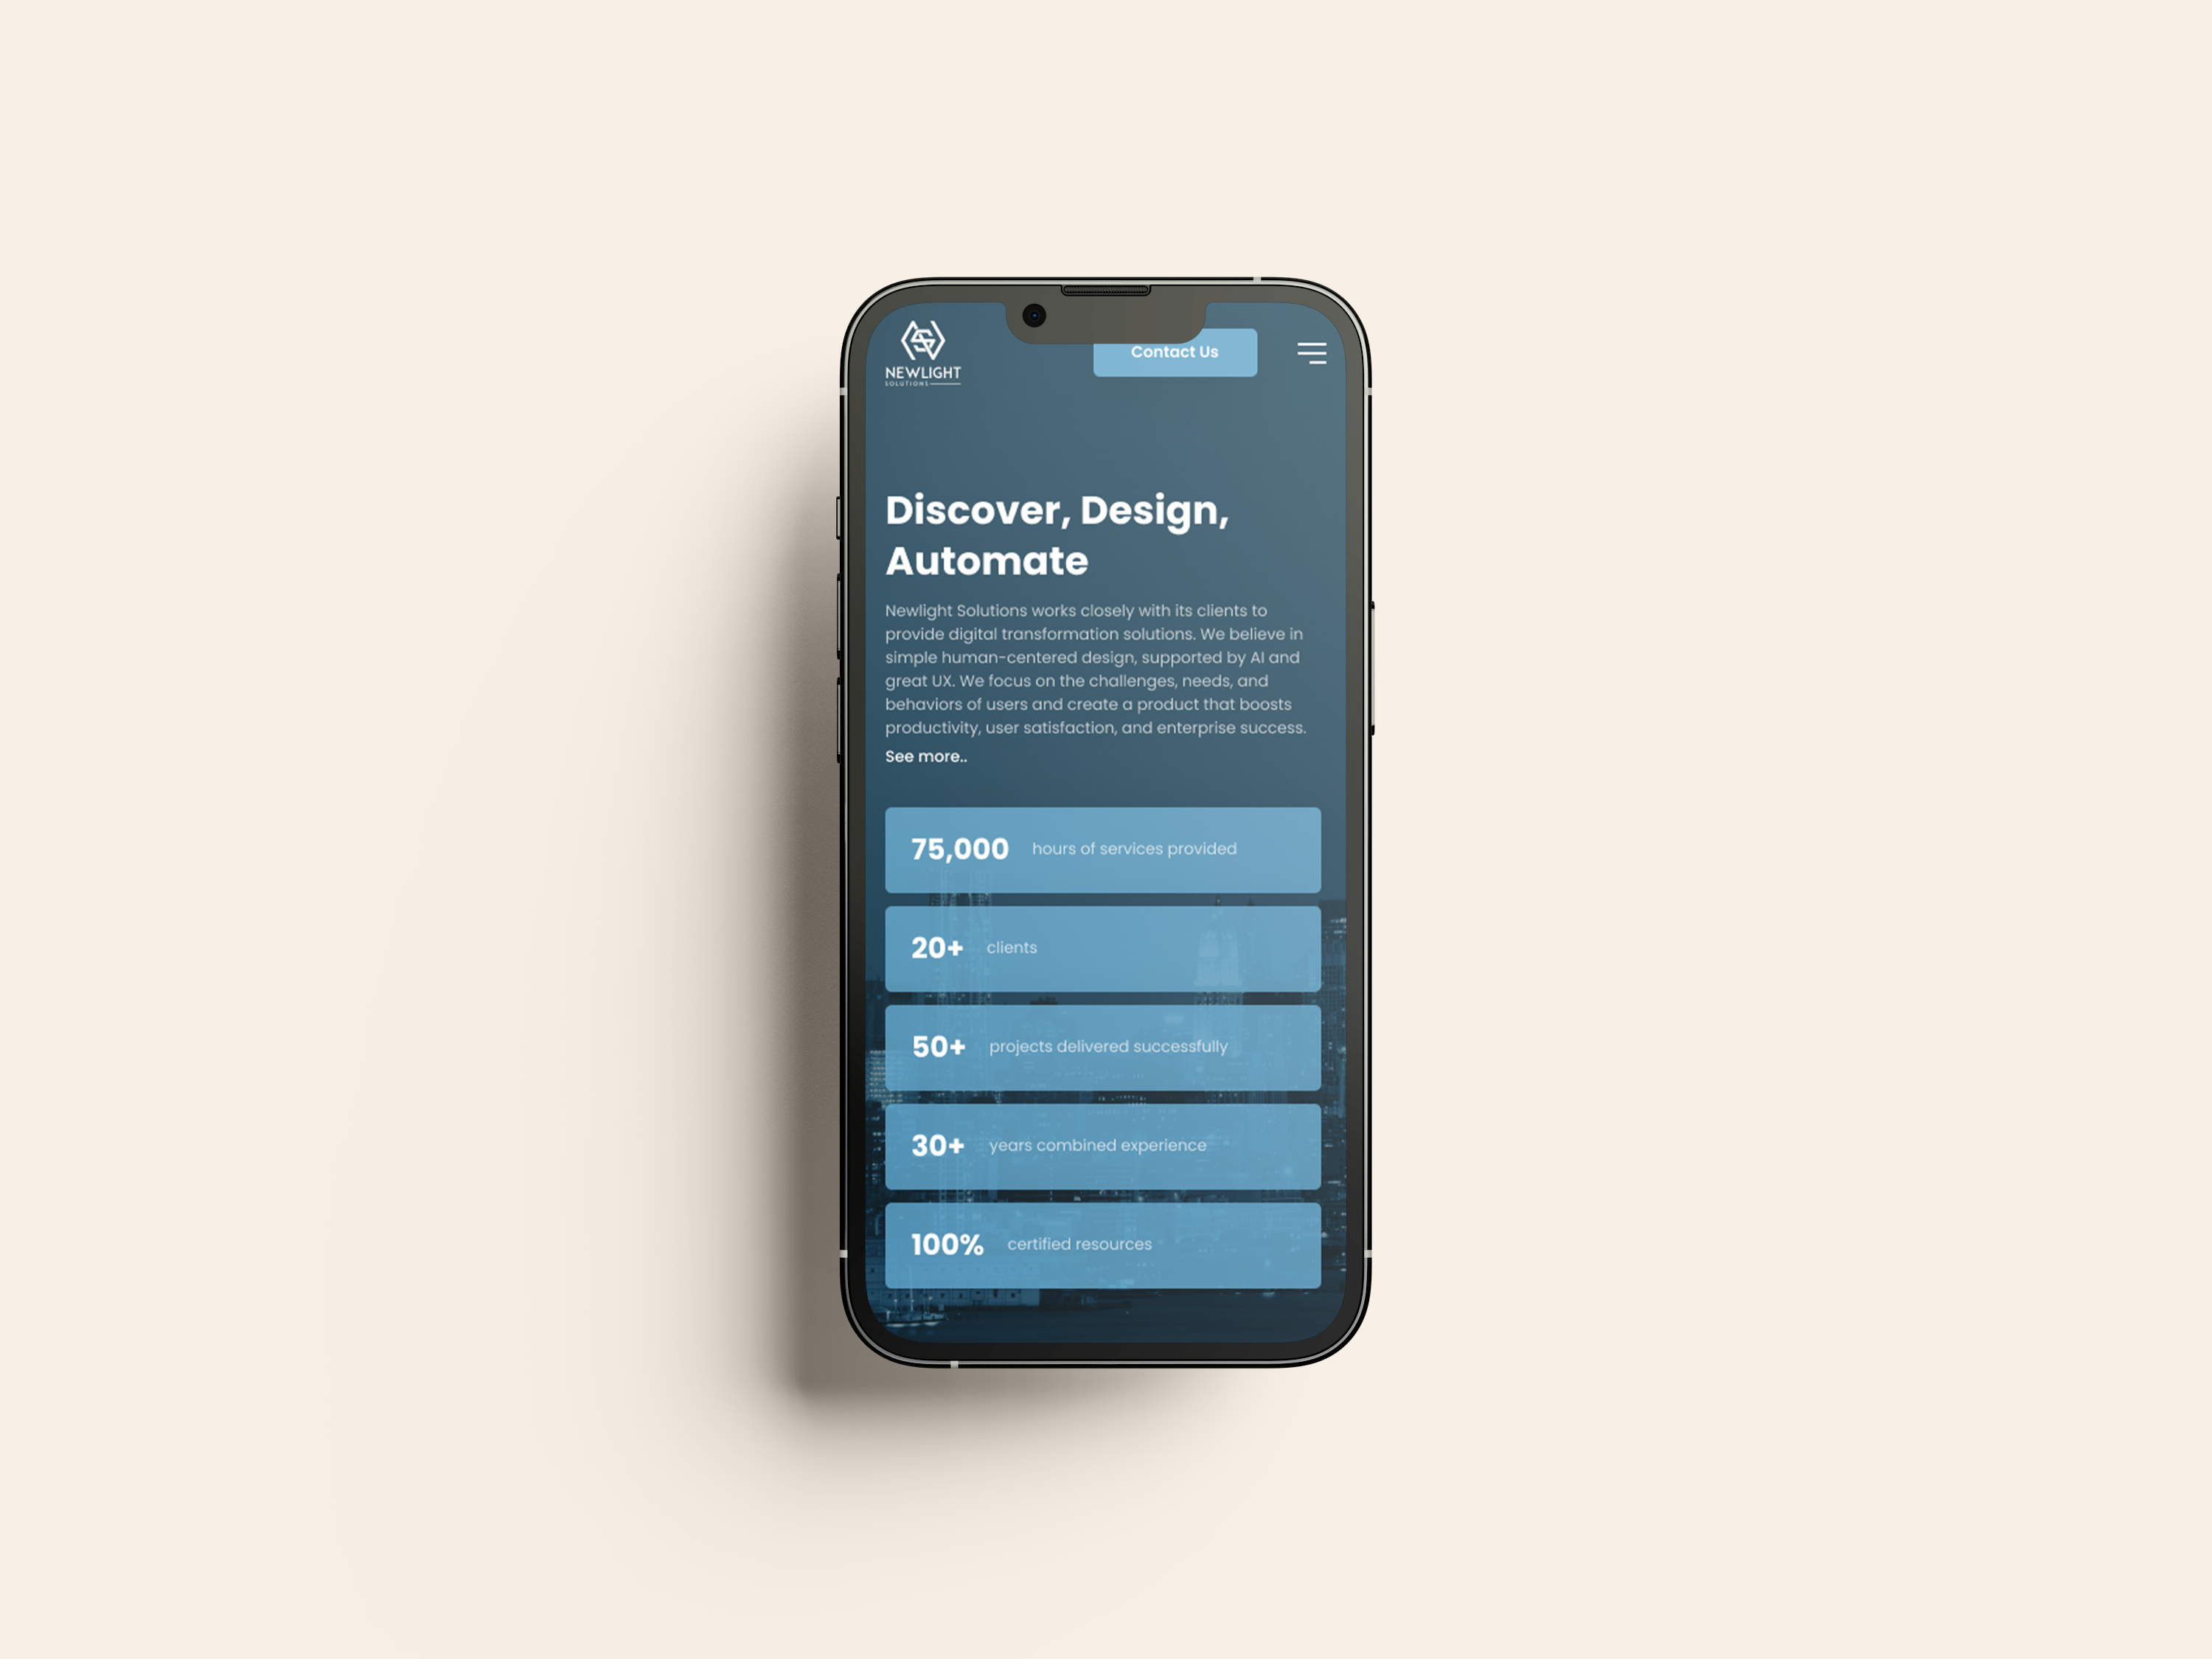 NEWLIGHT
SOLUTIONS
Contact Us
Discover, Design,
Automate
Newlight Solutions works closely with its clients to
provide digital transformation solutions. We believe in
simple human-centered design, supported by AI and
great UX. We focus on the challenges, needs, and
behaviors of users and create a product that boosts
productivity, user satisfaction, and enterprise success.
See more..
75,000 hours of services provided
20+ clients
50+ projects delivered successfully
30+ years combined experience
100% certified resources